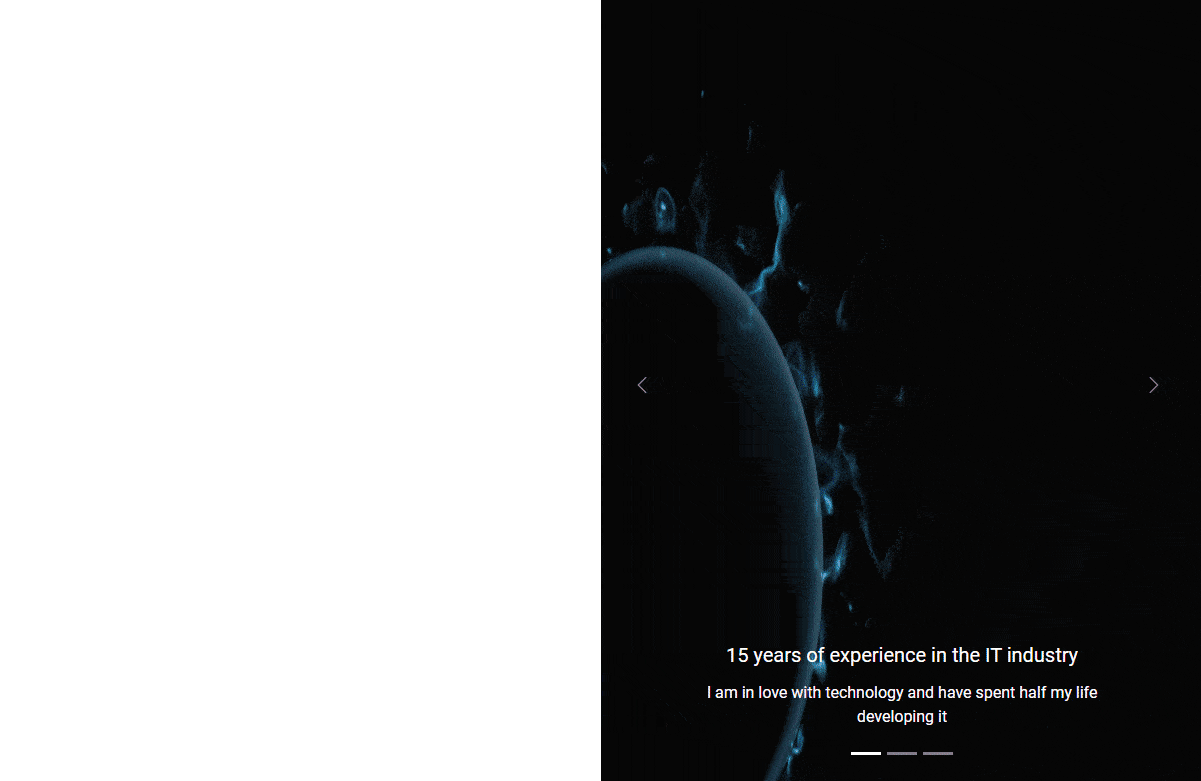 15 years of experience in the IT industry
I am in love with technology and have spent half my life
developing it